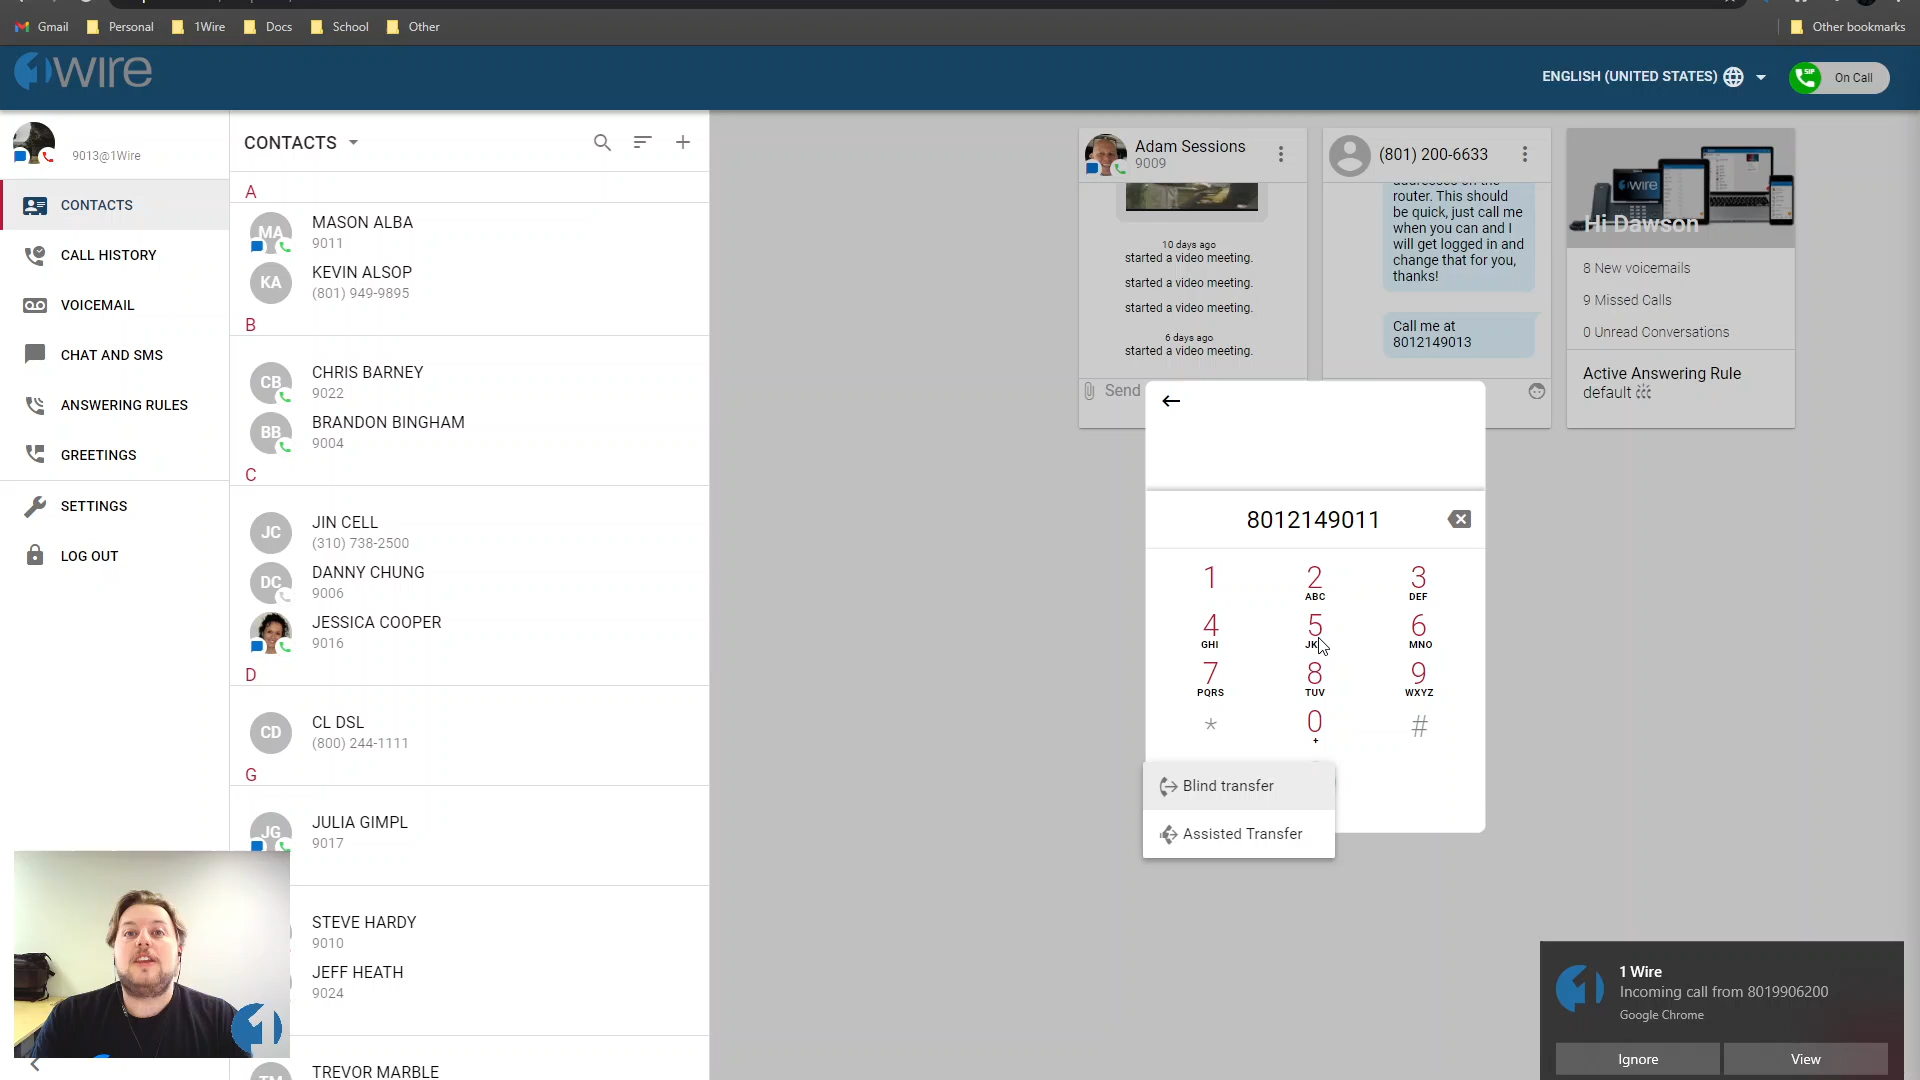 Gmail
Personal
1Wire
Docs
School
Other
Other bookmarks
1wire
ENGLISH (UNITED STATES)
SIP
On Call
9013@1Wire
CONTACTS
CALL HISTORY
VOICEMAIL
CHAT AND SMS
ANSWERING RULES
GREETINGS
SETTINGS
LOG OUT
CONTACTS
A
MA
MASON ALBA
9011
KA
KEVIN ALSOP
(801) 949-9895
B
CB
CHRIS BARNEY
9022
BB
BRANDON BINGHAM
9004
C
JC
JIN CELL
(310) 738-2500
DC
DANNY CHUNG
9006
JESSICA COOPER
9016
D
CD
CL DSL
(800) 244-1111
G
JG
JULIA GIMPL
9017
STEVE HARDY
9010
JEFF HEATH
9024
TM
TREVOR MARBLE
Adam Sessions
9009
10 days ago
started a video meeting.
started a video meeting.
started a video meeting.
6 days ago
started a video meeting.
Send
(801) 200-6633
addresses on the
router. This should
be quick, just call me
when you can and I
will get logged in and
change that for you,
thanks!
Call me at
8012149013
1wire
Hi Dawson
8 New voicemails
9 Missed Calls
0 Unread Conversations
Active Answering Rule
default
8012149011
1
2
ABC
3
DEF
4
GHI
5
JK
6
MNO
7
PQRS
8
TUV
9
WXYZ
*
0
+
#
Blind transfer
Assisted Transfer
1 Wire
Incoming call from 8019906200
Google Chrome
Ignore
View